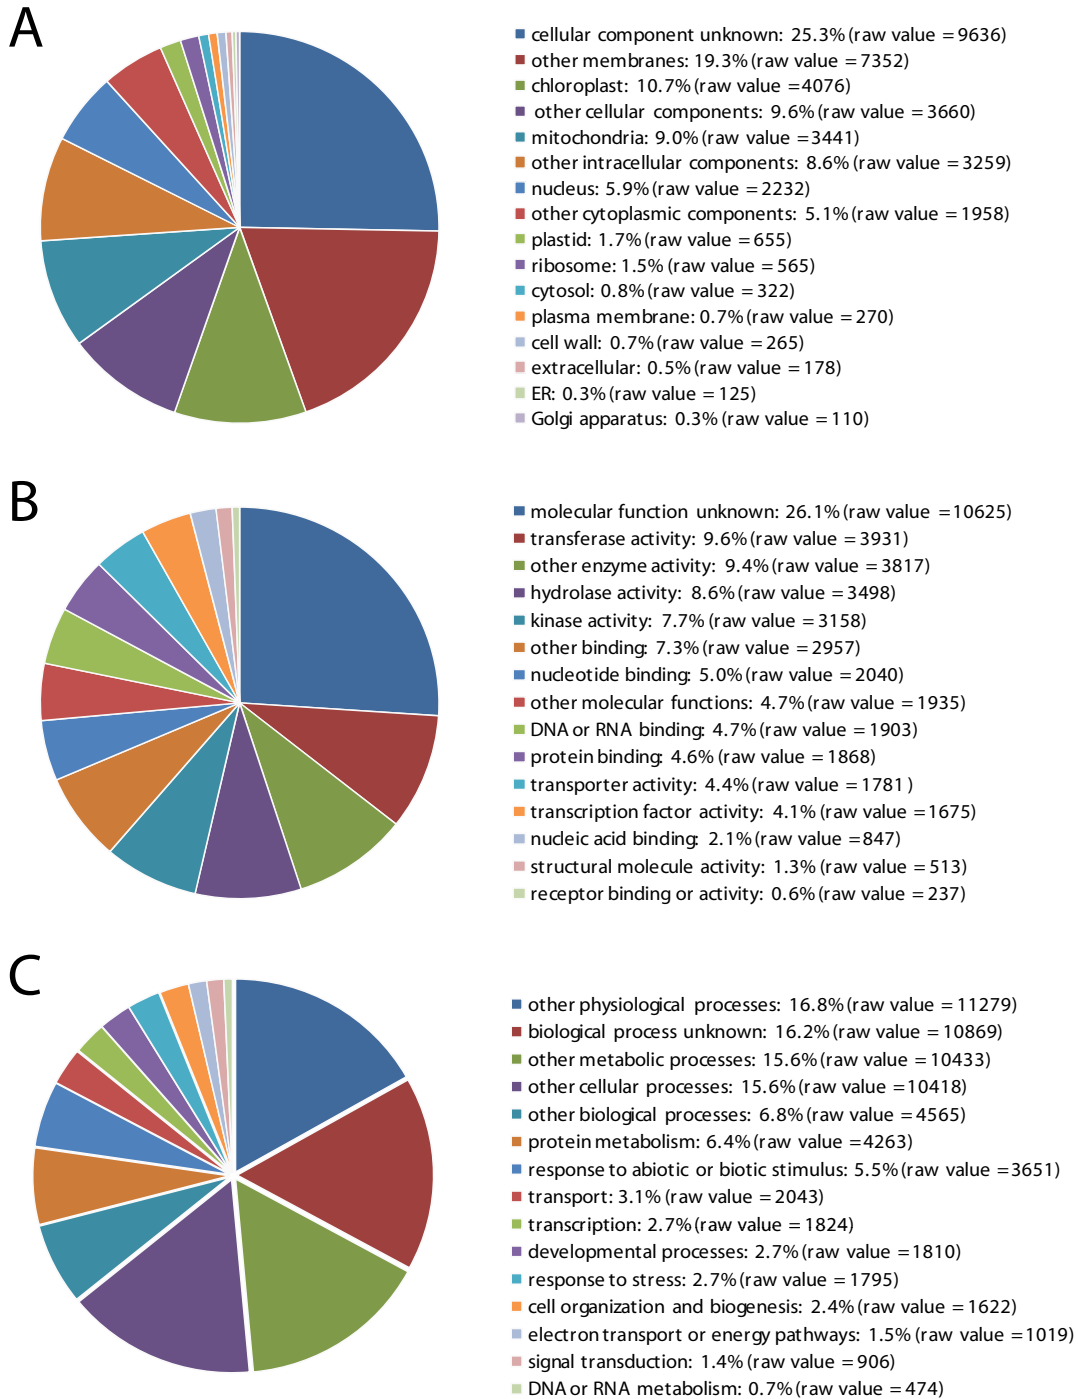 A
cellular component unknown: 25.3% (raw value = 9636)
other membranes: 19.3% (raw value = 7352)
chloroplast: 10.7% (raw value =4076)
other cellular components: 9.6% (raw value = 3660)
mitochondria: 9.0% (raw value =3441)
other intracellular components: 8.6% (raw value = 3259)
nucleus: 5.9% (raw value = 2232)
other cytoplasmic components: 5.1% (raw value = 1958)
plastid: 1.7% (raw value = 655)
ribosome: 1.5% (raw value = 565)
cytosol: 0.8% (raw value = 322)
plasma membrane: 0.7% (raw value = 270)
cell wall: 0.7% (raw value = 265)
extracellular: 0.5% (raw value = 178)
ER: 0.3% (raw value = 125)
Golgi apparatus: 0.3% (raw value = 110)
B
molecular function unknown: 26.1% (raw value =10625)
transferase activity: 9.6% (raw value = 3931)
other enzyme activity: 9.4% (raw value = 3817)
hydrolase activity: 8.6% (raw value = 3498)
kinase activity: 7.7% (raw value = 3158)
other binding: 7.3% (raw value = 2957)
nucleotide binding: 5.0% (raw value = 2040)
other molecular functions: 4.7% (raw value = 1935)
DNA or RNA binding: 4.7% (raw value = 1903)
protein binding: 4.6% (raw value = 1868)
transporter activity: 4.4% (raw value = 1781 )
transcription factor activity: 4.1% (raw value = 1675)
nucleic acid binding: 2.1% (raw value =847)
structural molecule activity: 1.3% (raw value = 513)
receptor binding or activity: 0.6% (raw value = 237)
C
other physiological processes: 16.8% (raw value = 11279)
biological process unknown: 16.2% (raw value = 10869)
other metabolic processes: 15.6% (raw value = 10433)
other cellular processes: 15.6% (raw value =10418)
other biological processes: 6.8% (raw value = 4565)
protein metabolism: 6.4% (raw value =4263)
response to abiotic or biotic stimulus: 5.5% (raw value =3651)
transport: 3.1% (raw value = 2043)
transcription: 2.7% (raw value = 1824)
developmental processes: 2.7% (raw value = 1810)
response to stress: 2.7% (raw value = 1795)
cell organization and biogenesis: 2.4% (raw value = 1622)
electron transport or energy pathways: 1.5% (raw value =1019)
signal transduction: 1.4% (raw value = 906)
DNA or RNA metabolism: 0.7% (raw value = 474)